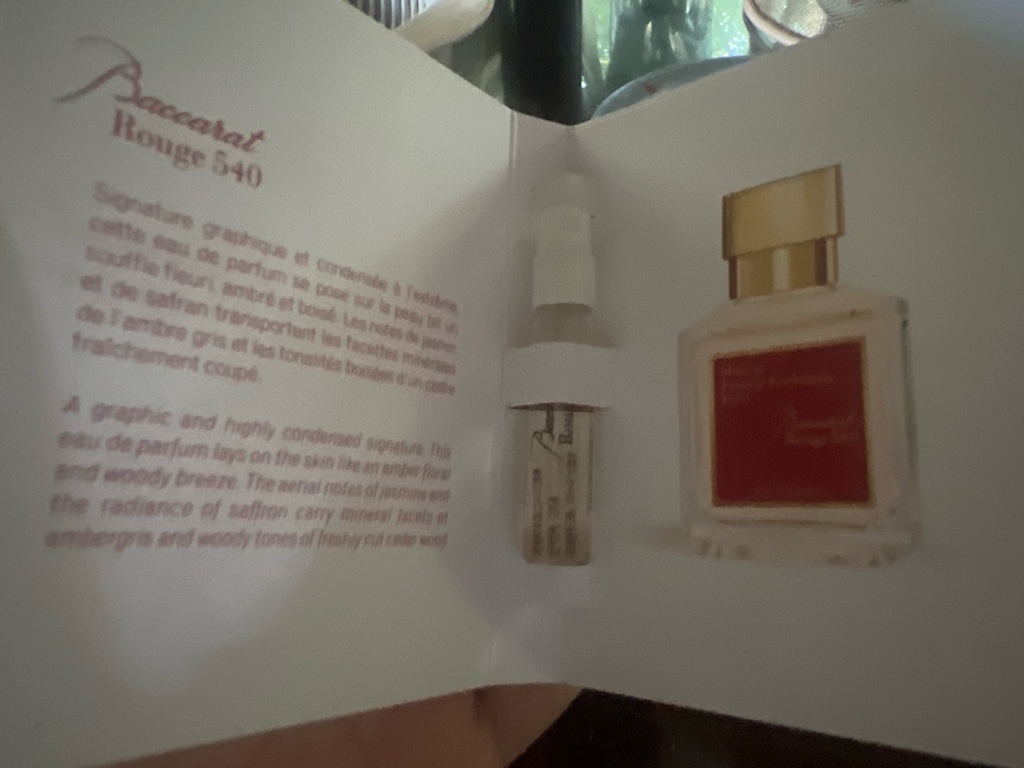 Baccarat
Rouge 540
Signature graphique et condensée à l'extrême,
cette eau de parfum se pose sur la peau tel un
souffle fleuri, ambré et boisé. Les notes de jasmin
et de safran transportent les facettes minérales
de l'ambre gris et les tonalités boisées d'un cèdre
fraîchement coupé.
A graphic and highly condensed signature. This
eau de parfum lays on the skin like an amber floral
and woody breeze. The aerial notes of jasmine and
the radiance of saffron carry mineral facets of
ambergris and woody tones of freshly cut cedar wood.
Baccarat
Rouge 540